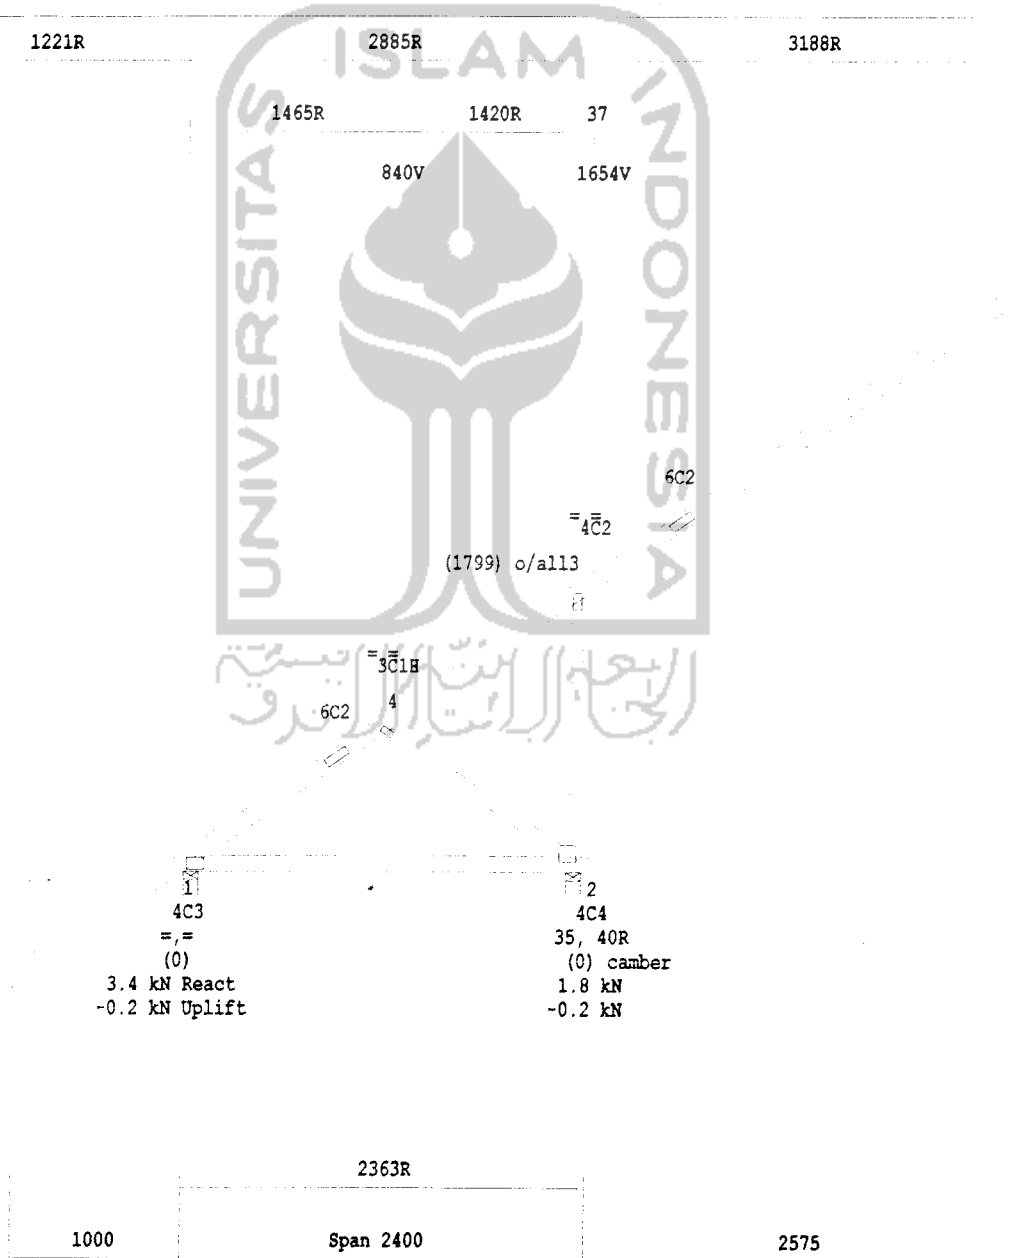 1221R 2885R 3188R
ISLAM
1465R 1420R 37
840V 1654V
UNIVERSITAS
INDONESIA
6C2
= =
4C2
(1799) o/all3
= =
3C1H
4
6C2
1 2
4C3 4C4
=,= 35, 40R
(0) (0) camber
3.4 kN React 1.8 kN
-0.2 kN Uplift -0.2 kN
2363R
1000 Span 2400 2575